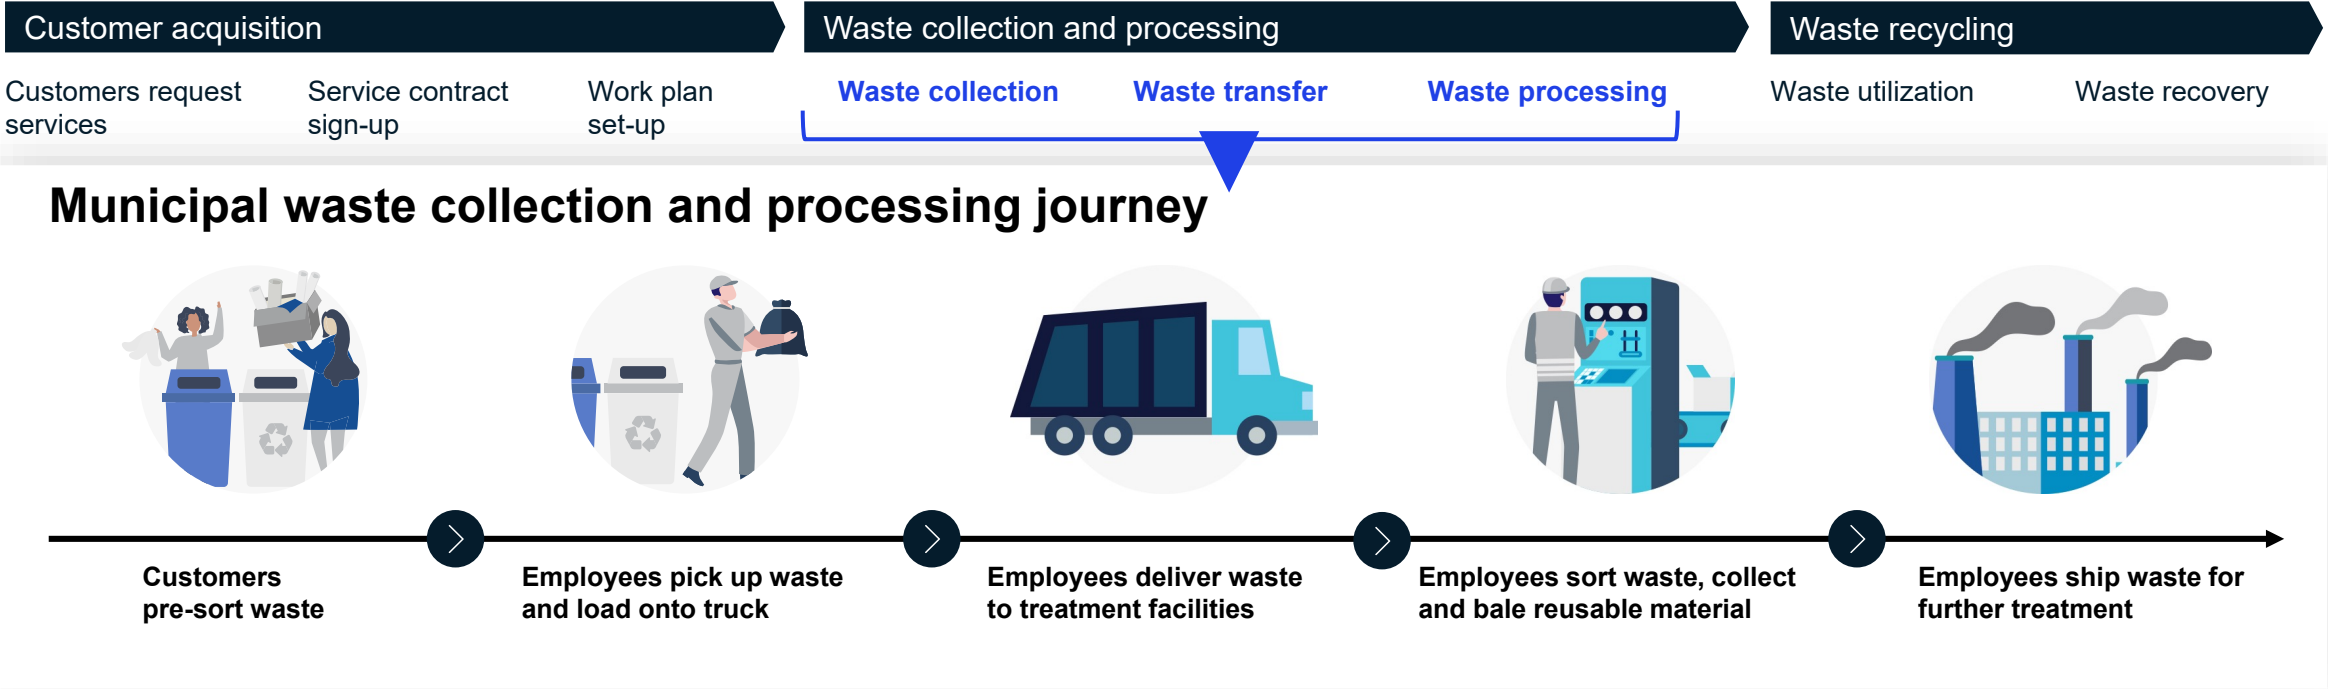 Customer acquisition
Waste collection and processing
Waste recycling
Customers request
services
Service contract
sign-up
Work plan
set-up
Waste collection
Waste transfer
Waste processing
Waste utilization
Waste recovery
Municipal waste collection and processing journey
Customers
pre-sort waste
Employees pick up waste
and load onto truck
Employees deliver waste
to treatment facilities
Employees sort waste, collect
and bale reusable material
Employees ship waste for
further treatment